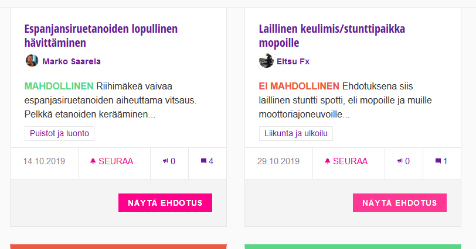 Espanjansiruetanoiden lopullinen
hävittäminen
Marko Saarela
MAHDOLLINEN Riihimäkeä vaivaa
espanjasiruetanoiden aiheuttama vitsaus.
Pelkkä etanoiden kerääminen...
Puistot ja luonto
14.10.2019 SEURAA 0 4
NÄYTÄ EHDOTUS
Laillinen keulimis/stunttipaikka
mopoille
Eltsu Fx
EI MAHDOLLINEN Ehdotuksena siis
laillinen stuntti spotti, eli mopoille ja muille
moottoriajoneuvoille...
Liikunta ja ulkoilu
29.10.2019 SEURAA 0 1
NÄYTÄ EHDOTUS